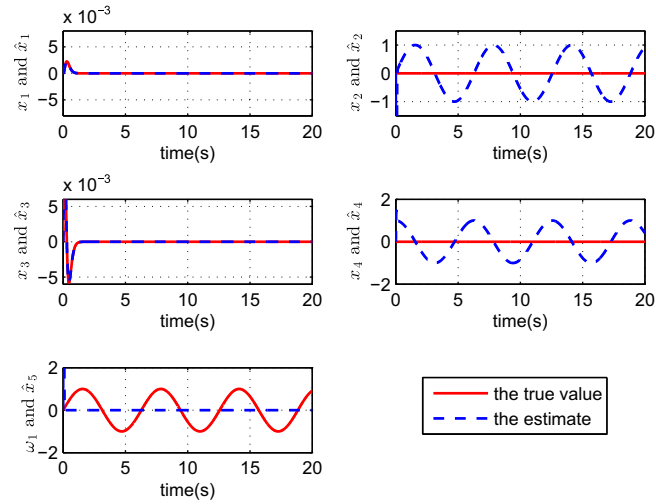 x 10⁻³
5
0
−5
x₁ and x̂₁
0 5 10 15 20
time(s)
1
0
−1
x₂ and x̂₂
0 5 10 15 20
time(s)
x 10⁻³
5
0
−5
x₃ and x̂₃
0 5 10 15 20
time(s)
2
0
−2
x₄ and x̂₄
0 5 10 15 20
time(s)
2
0
−2
ω₁ and x̂₅
0 5 10 15 20
time(s)
the true value
the estimate